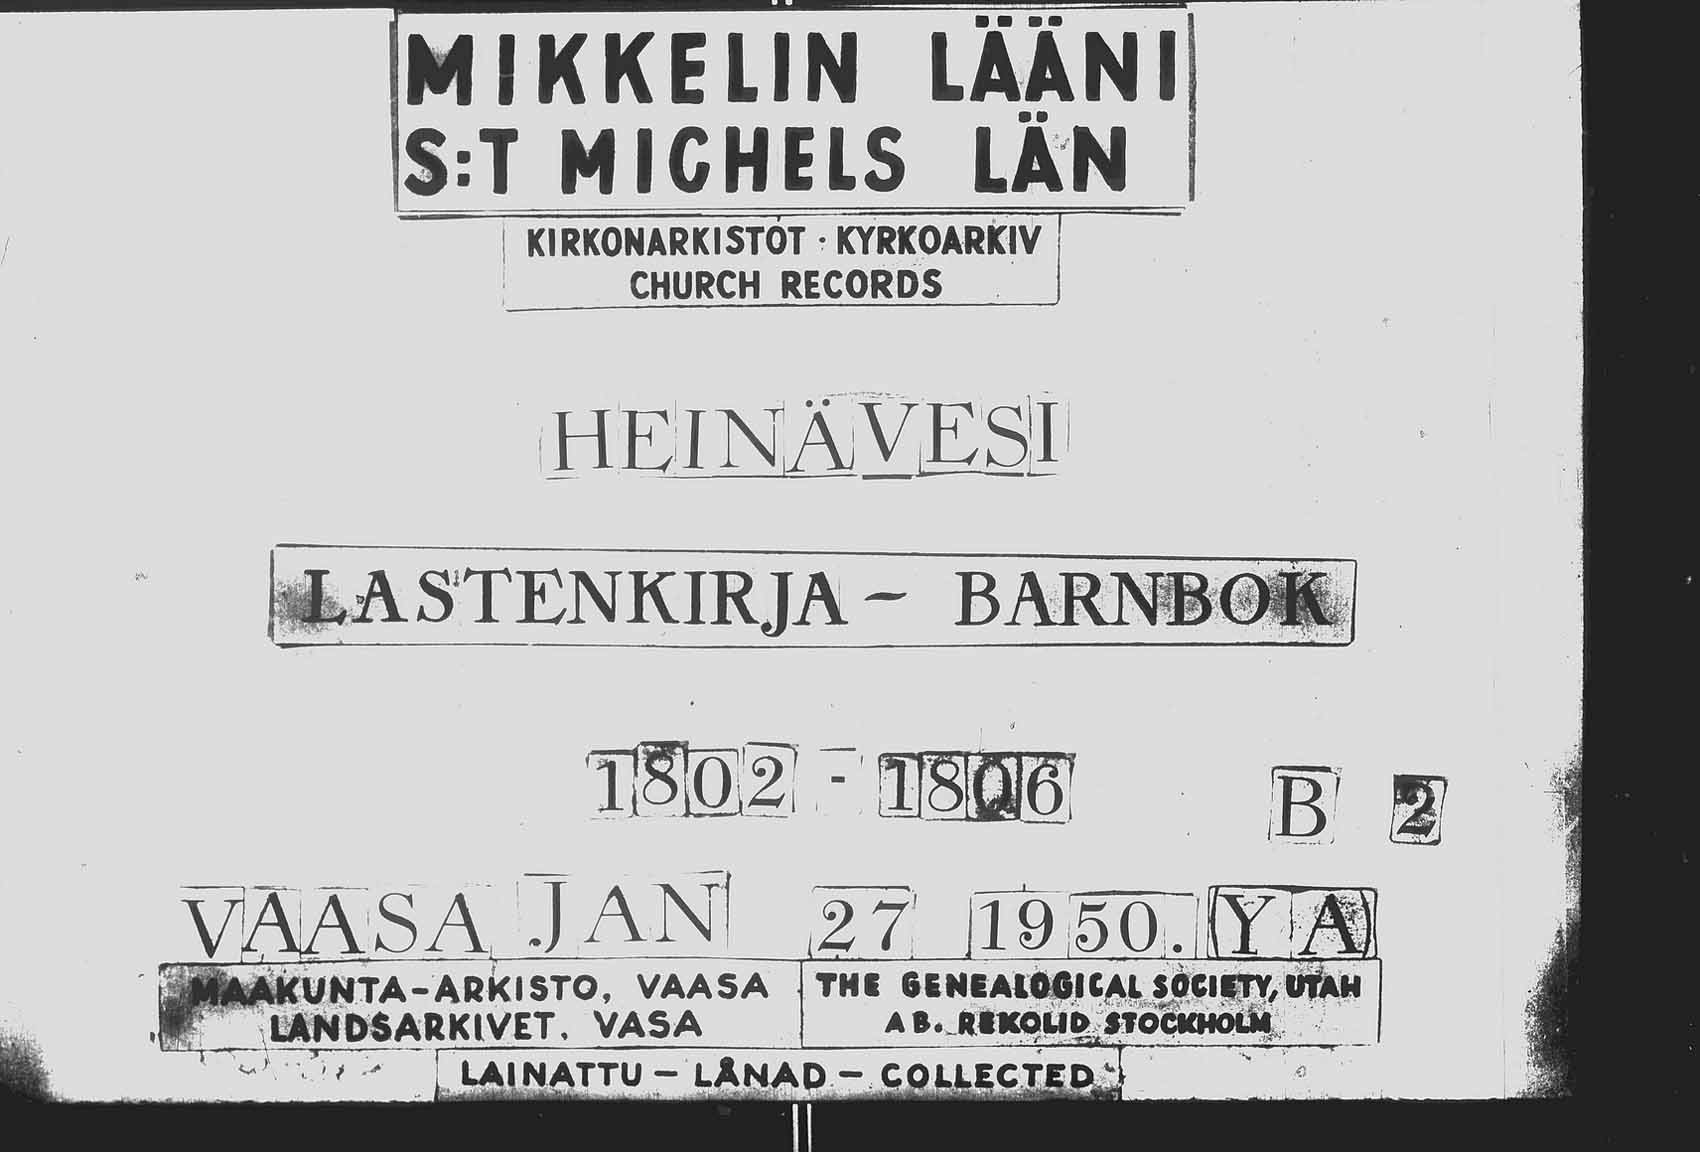 MIKKELIN LÄÄNI
S:T MICHELS LÄN
KIRKONARKISTOT · KYRKOARKIV
CHURCH RECORDS
HEINÄVESI
LASTENKIRJA - BARNBOK
1802 - 1806 B 2
VAASA JAN 27 1950. (YA)
MAAKUNTA-ARKISTO, VAASA
LANDSARKIVET, VASA
THE GENEALOGICAL SOCIETY, UTAH
AB. REKOLID STOCKHOLM
LAINATTU - LÅNAD - COLLECTED